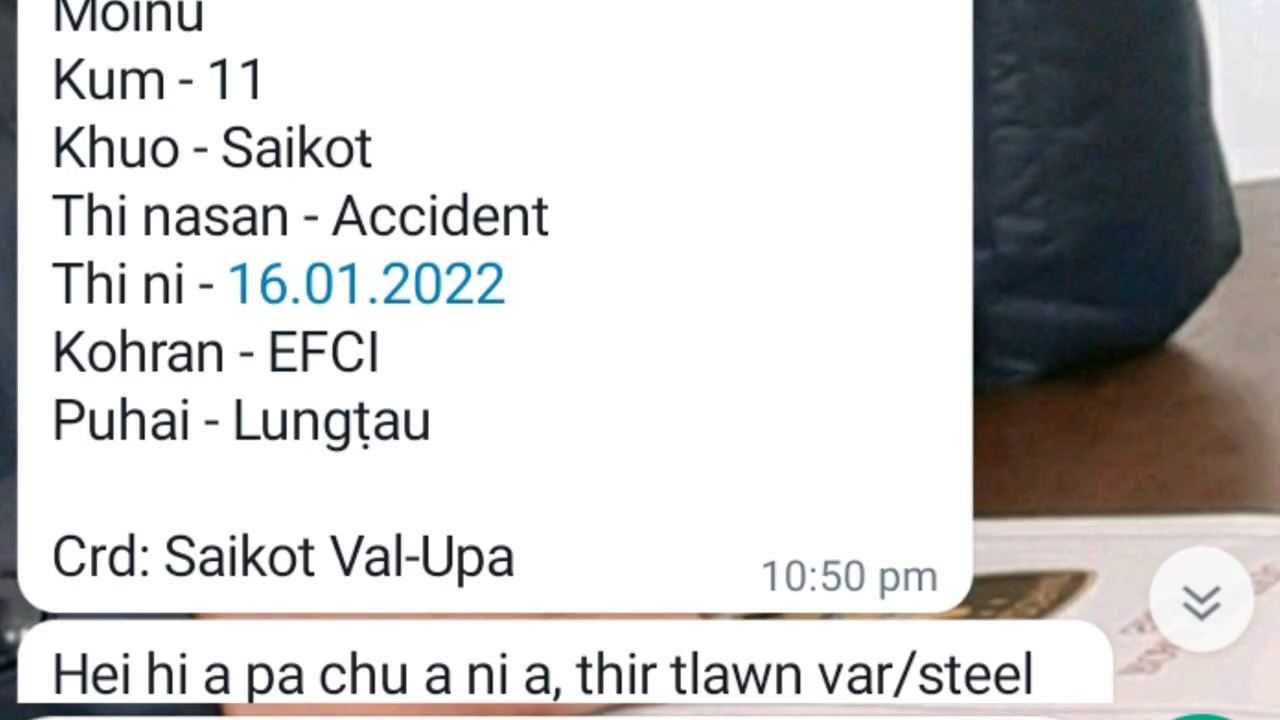 Moinu
Kum - 11
Khuo - Saikot
Thi nasan - Accident
Thi ni - 16.01.2022
Kohran - EFCI
Puhai - Lungṭau
Crd: Saikot Val-Upa
10:50 pm
Hei hi a pa chu a ni a, thir tlawn var/steel